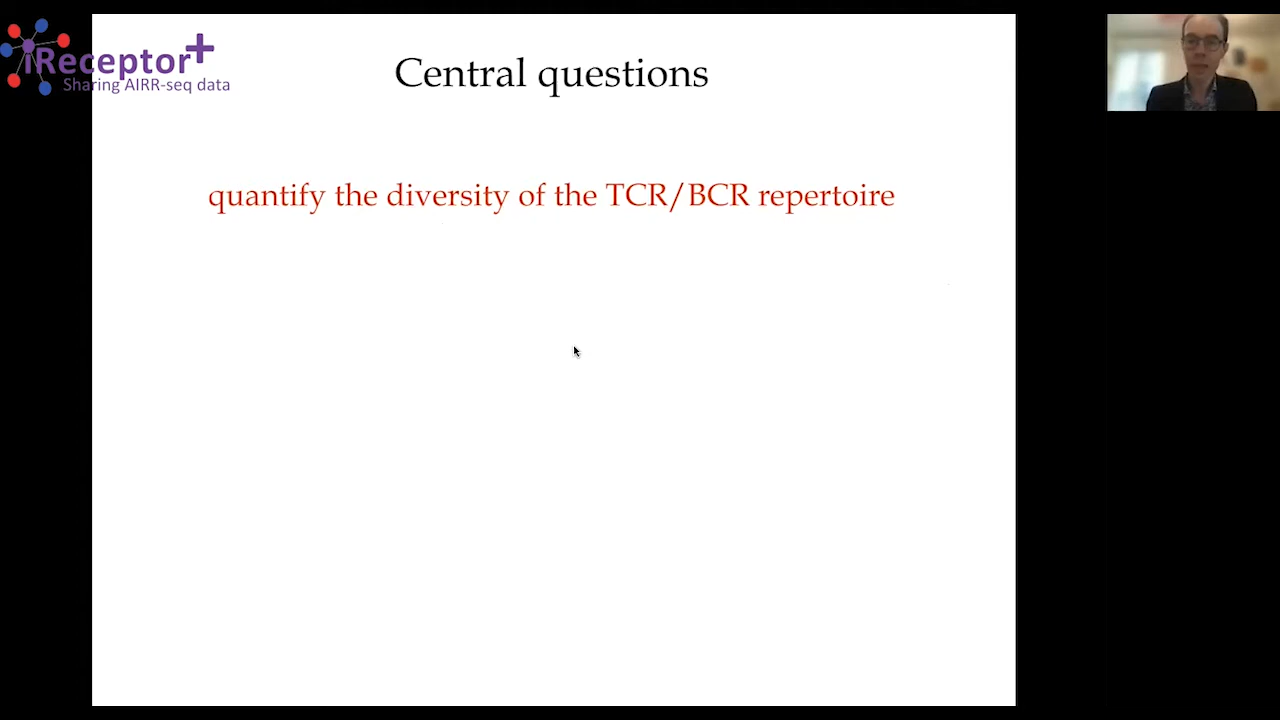 iReceptor+
Sharing AIRR-seq data
Central questions
quantify the diversity of the TCR/BCR repertoire